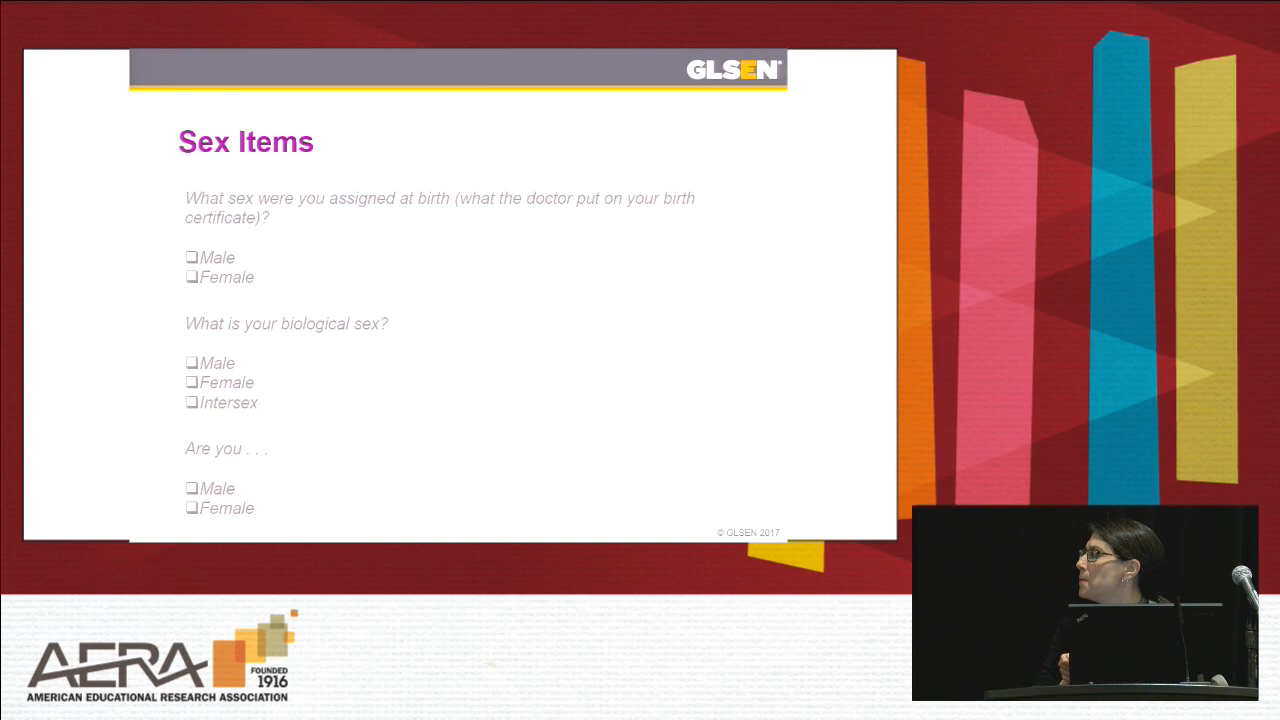 GLSEN
Sex Items
What sex were you assigned at birth (what the doctor put on your birth
certificate)?
❑Male
❑Female
What is your biological sex?
❑Male
❑Female
❑Intersex
Are you . . .
❑Male
❑Female
© GLSEN 2017
AERA
FOUNDED
1916
AMERICAN EDUCATIONAL RESEARCH ASSOCIATION